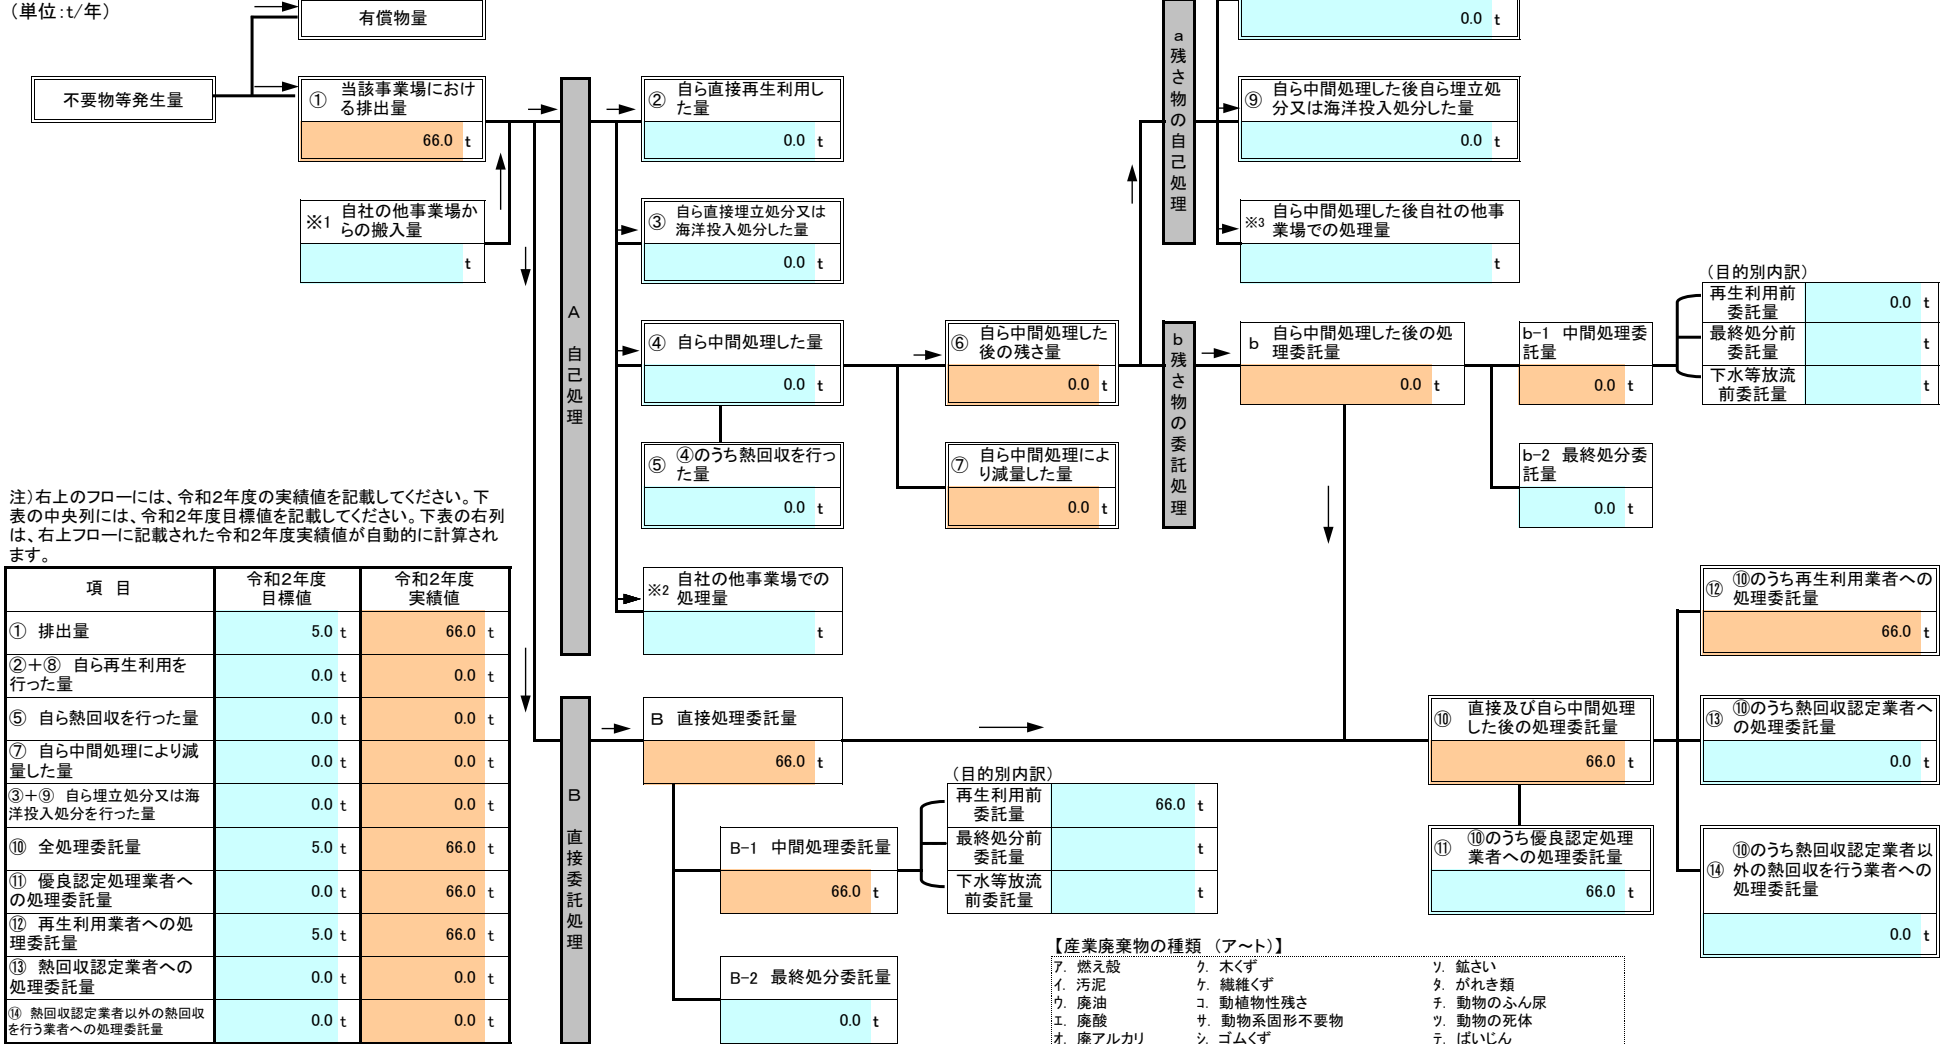 (単位:t/年)
有償物量
不要物等発生量
① 当該事業場におけ
る排出量
66.0 t
※1 自社の他事業場か
らの搬入量
t
A 自己処理
② 自ら直接再生利用し
た量
0.0 t
③ 自ら直接埋立処分又は
海洋投入処分した量
0.0 t
④ 自ら中間処理した量
0.0 t
⑤ ④のうち熱回収を行っ
た量
0.0 t
※2 自社の他事業場での
処理量
t
⑥ 自ら中間処理した
後の残さ量
0.0 t
⑦ 自ら中間処理によ
り減量した量
0.0 t
a 残さ物の自己処理
0.0 t
⑨ 自ら中間処理した後自ら埋立処
分又は海洋投入処分した量
0.0 t
※3 自ら中間処理した後自社の他事
業場での処理量
t
b 残さ物の委託処理
b 自ら中間処理した後の処
理委託量
0.0 t
b-1 中間処理委
託量
0.0 t
b-2 最終処分委
託量
0.0 t
(目的別内訳)
再生利用前
委託量
0.0 t
最終処分前
委託量
t
下水等放流
前委託量
t
注)右上のフローには、令和2年度の実績値を記載してください。下
表の中央列には、令和2年度目標値を記載してください。下表の右列
は、右上フローに記載された令和2年度実績値が自動的に計算され
ます。
項 目
令和2年度
目標値
令和2年度
実績値
① 排出量 5.0 t 66.0 t
②+⑧ 自ら再生利用を
行った量
0.0 t 0.0 t
⑤ 自ら熱回収を行った量 0.0 t 0.0 t
⑦ 自ら中間処理により減
量した量
0.0 t 0.0 t
③+⑨ 自ら埋立処分又は海
洋投入処分を行った量
0.0 t 0.0 t
⑩ 全処理委託量 5.0 t 66.0 t
⑪ 優良認定処理業者へ
の処理委託量
0.0 t 66.0 t
⑫ 再生利用業者への処
理委託量
5.0 t 66.0 t
⑬ 熱回収認定業者への
処理委託量
0.0 t 0.0 t
⑭ 熱回収認定業者以外の熱回収
を行う業者への処理委託量
0.0 t 0.0 t
B 直接委託処理
B 直接処理委託量
66.0 t
B-1 中間処理委託量
66.0 t
B-2 最終処分委託量
0.0 t
(目的別内訳)
再生利用前
委託量
66.0 t
最終処分前
委託量
t
下水等放流
前委託量
t
⑩ 直接及び自ら中間処理
した後の処理委託量
66.0 t
⑪ ⑩のうち優良認定処理
業者への処理委託量
66.0 t
⑫ ⑩のうち再生利用業者への
処理委託量
66.0 t
⑬ ⑩のうち熱回収認定業者へ
の処理委託量
0.0 t
⑭ ⑩のうち熱回収認定業者以
外の熱回収を行う業者への
処理委託量
0.0 t
【産業廃棄物の種類 (ア~ト)】
ア. 燃え殻 ク. 木くず ソ. 鉱さい
イ. 汚泥 ケ. 繊維くず タ. がれき類
ウ. 廃油 コ. 動植物性残さ チ. 動物のふん尿
エ. 廃酸 サ. 動物系固形不要物 ツ. 動物の死体
オ. 廃アルカリ シ. ゴムくず テ. ばいじん